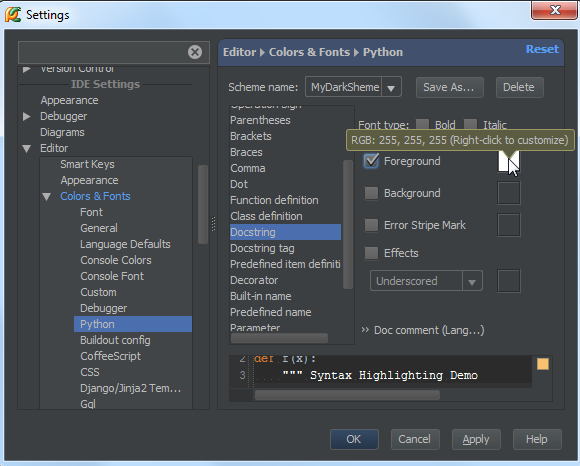 Settings
Version Control
IDE Settings
Appearance
Debugger
Diagrams
Editor
Smart Keys
Appearance
Colors & Fonts
Font
General
Language Defaults
Console Colors
Console Font
Custom
Debugger
Python
Buildout config
CoffeeScript
CSS
Django/Jinja2 Tem...
Gql
Editor ▸ Colors & Fonts ▸ Python
Reset
Scheme name: MyDarkSheme
Save As...
Delete
Operation sign
Parentheses
Brackets
Braces
Comma
Dot
Function definition
Class definition
Docstring
Docstring tag
Predefined item definiti
Decorator
Built-in name
Predefined name
Parameter
Font type: Bold Italic
RGB: 255, 255, 255 (Right-click to customize)
Foreground
Background
Error Stripe Mark
Effects
Underscored
>> Doc comment (Lang...)
2 def f(x):
3 """ Syntax Highlighting Demo
OK
Cancel
Apply
Help